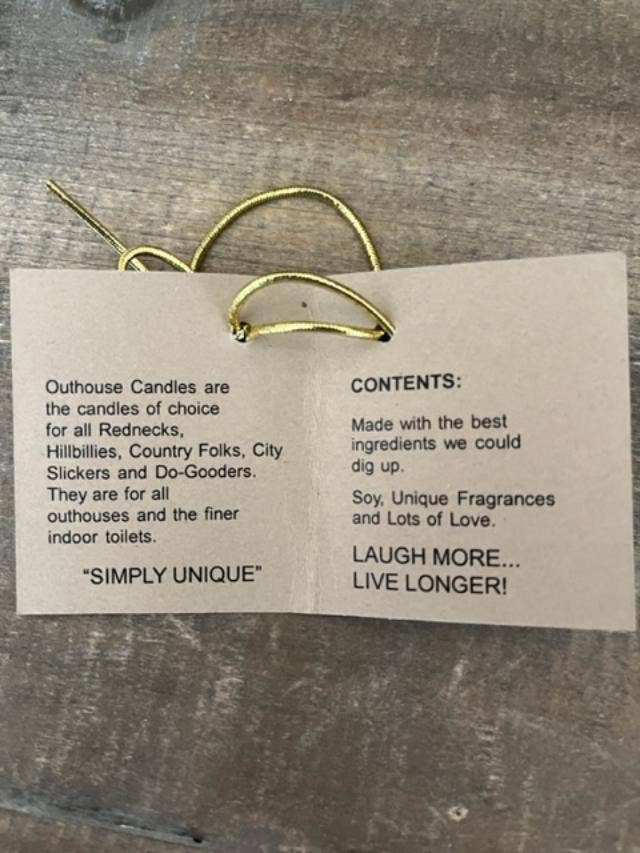 Outhouse Candles are
the candles of choice
for all Rednecks,
Hillbillies, Country Folks, City
Slickers and Do-Gooders.
They are for all
outhouses and the finer
indoor toilets.
"SIMPLY UNIQUE"
CONTENTS:
Made with the best
ingredients we could
dig up.
Soy, Unique Fragrances
and Lots of Love.
LAUGH MORE...
LIVE LONGER!